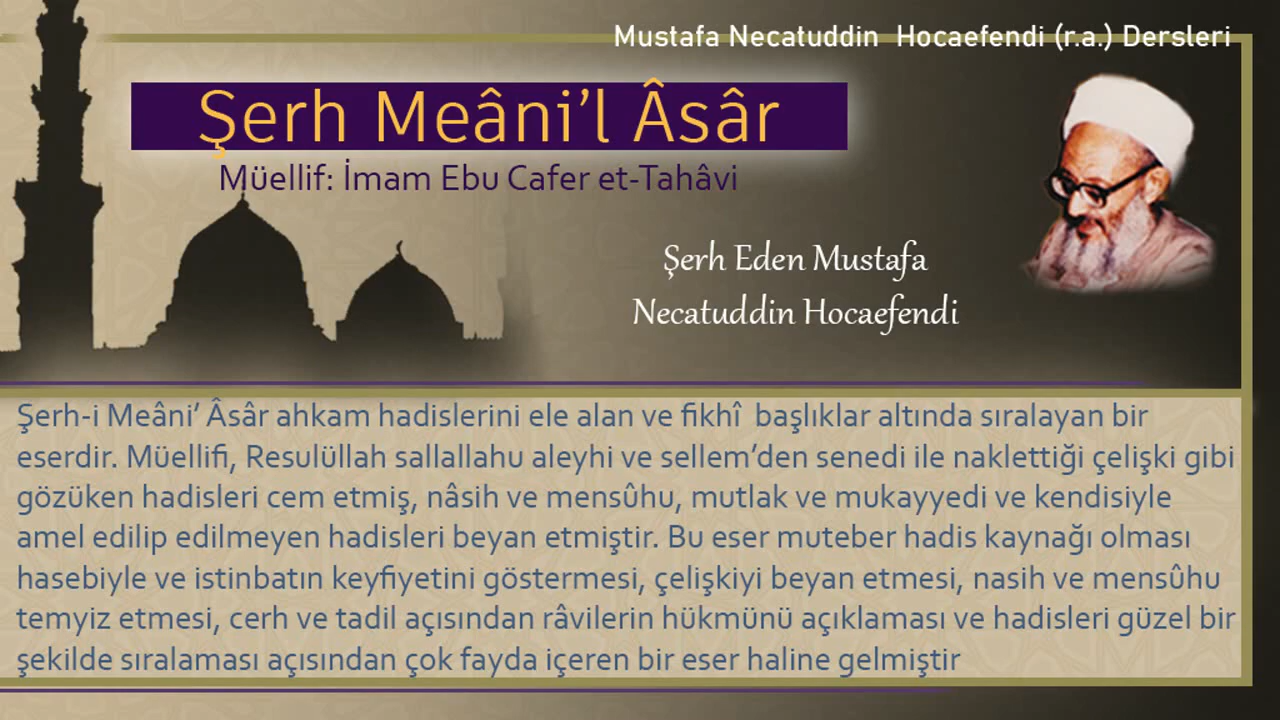 Mustafa Necatuddin Hocaefendi (r.a.) Dersleri
Şerh Meâni’l Âsâr
Müellif: İmam Ebu Cafer et-Tahâvi
Şerh Eden Mustafa
Necatuddin Hocaefendi
Şerh-i Meâni’ Âsâr ahkam hadislerini ele alan ve fikhî başlıklar altında sıralayan bir
eserdir. Müellifi, Resulüllah sallallahu aleyhi ve sellem’den senedi ile naklettiği çelişki gibi
gözüken hadisleri cem etmiş, nâsih ve mensûhu, mutlak ve mukayyedi ve kendisiyle
amel edilip edilmeyen hadisleri beyan etmiştir. Bu eser muteber hadis kaynağı olması
hasebiyle ve istinbatın keyfiyetini göstermesi, çelişkiyi beyan etmesi, nasih ve mensûhu
temyiz etmesi, cerh ve tadil açısından râvilerin hükmünü açıklaması ve hadisleri güzel bir
şekilde sıralaması açısından çok fayda içeren bir eser haline gelmiştir